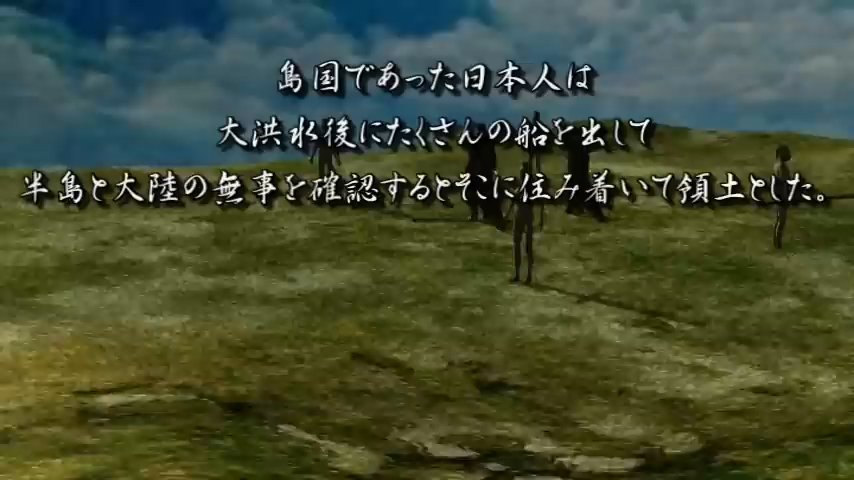 島国であった日本人は
大洪水後にたくさんの船を出して
半島と大陸の無事を確認するとそこに住み着いて領土とした。